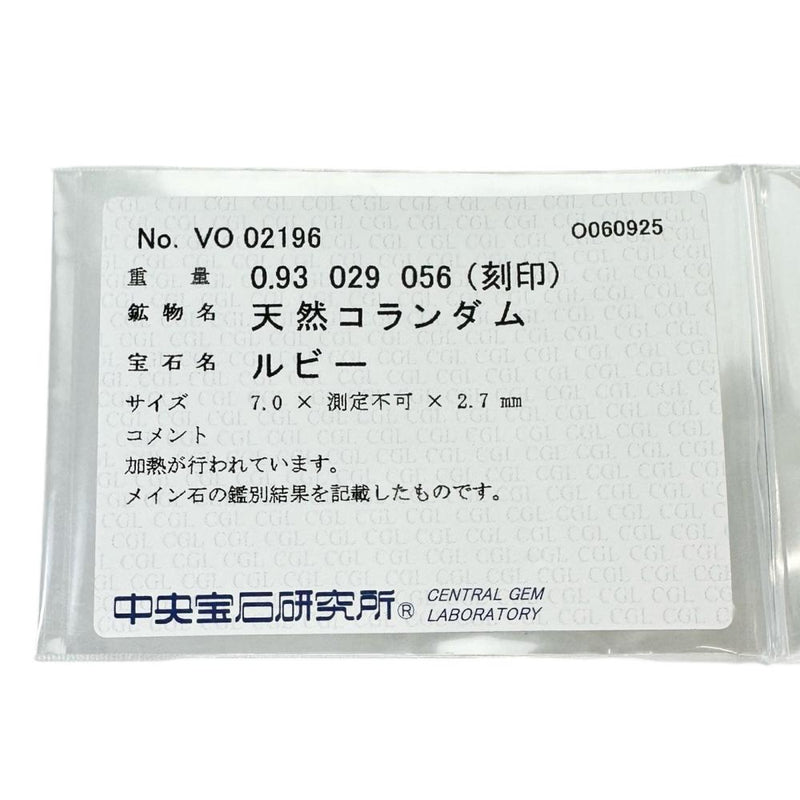 No. VO 02196 O060925
重量 0.93 029 056 (刻印)
鉱物名 天然コランダム
宝石名 ルビー
サイズ 7.0 × 測定不可 × 2.7 mm
コメント
加熱が行われています。
メイン石の鑑別結果を記載したものです。
中央宝石研究所® CENTRAL GEM
LABORATORY